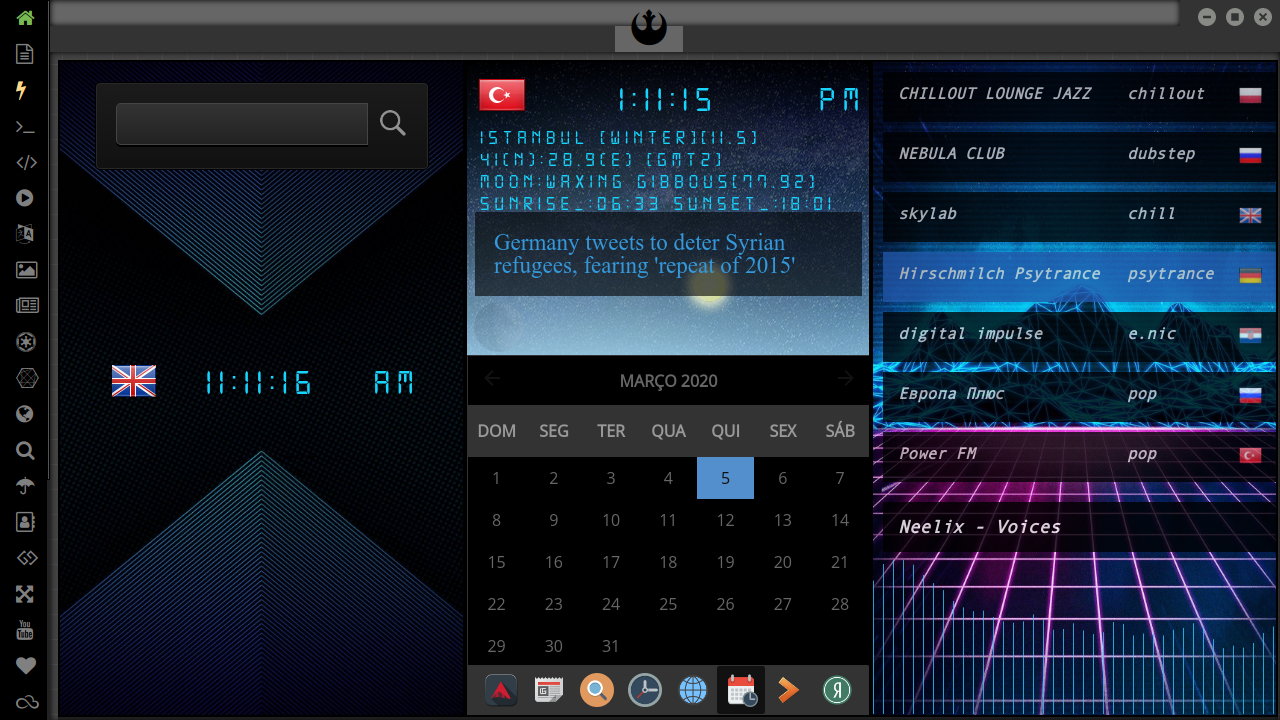 1:11:15 PM
ISTANBUL [WINTER][11.5]
41(N):28.9(E) [GMT2]
MOON:WAXING GIBBOUS[77.92]
SUNRISE_:06:33 SUNSET_:18:01
Germany tweets to deter Syrian
refugees, fearing 'repeat of 2015'
11:11:16 AM
MARÇO 2020
DOM SEG TER QUA QUI SEX SÁB
1 2 3 4 5 6 7
8 9 10 11 12 13 14
15 16 17 18 19 20 21
22 23 24 25 26 27 28
29 30 31
CHILLOUT LOUNGE JAZZ chillout
NEBULA CLUB dubstep
skylab chill
Hirschmilch Psytrance psytrance
digital impulse e.nic
Европа Плюс pop
Power FM pop
Neelix - Voices
You
Tube
Я